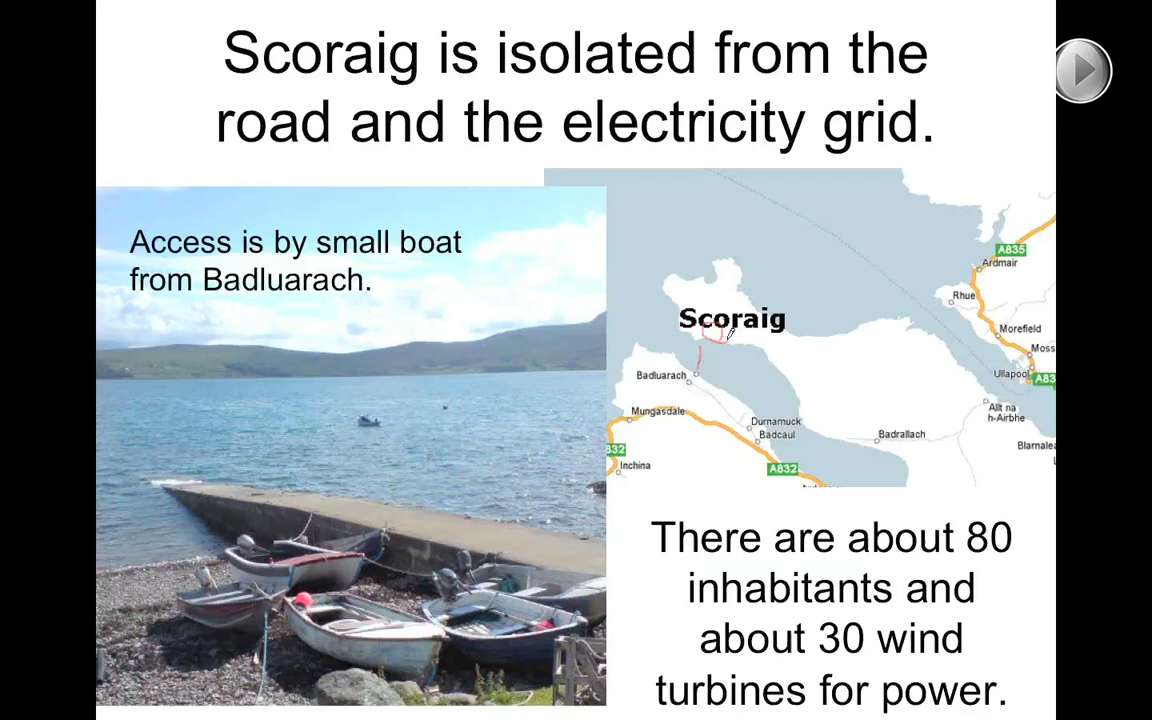 Scoraig is isolated from the
road and the electricity grid.
Access is by small boat
from Badluarach.
A835
Ardmair
Rhue
Scoraig
Morefield
Moss
Ullapool
A83
Badluarach
Mungasdale
Allt na
h-Airbhe
Durnamuck
Badcaul
Badrallach
Blarnalea
832
Inchina
A832
There are about 80
inhabitants and
about 30 wind
turbines for power.